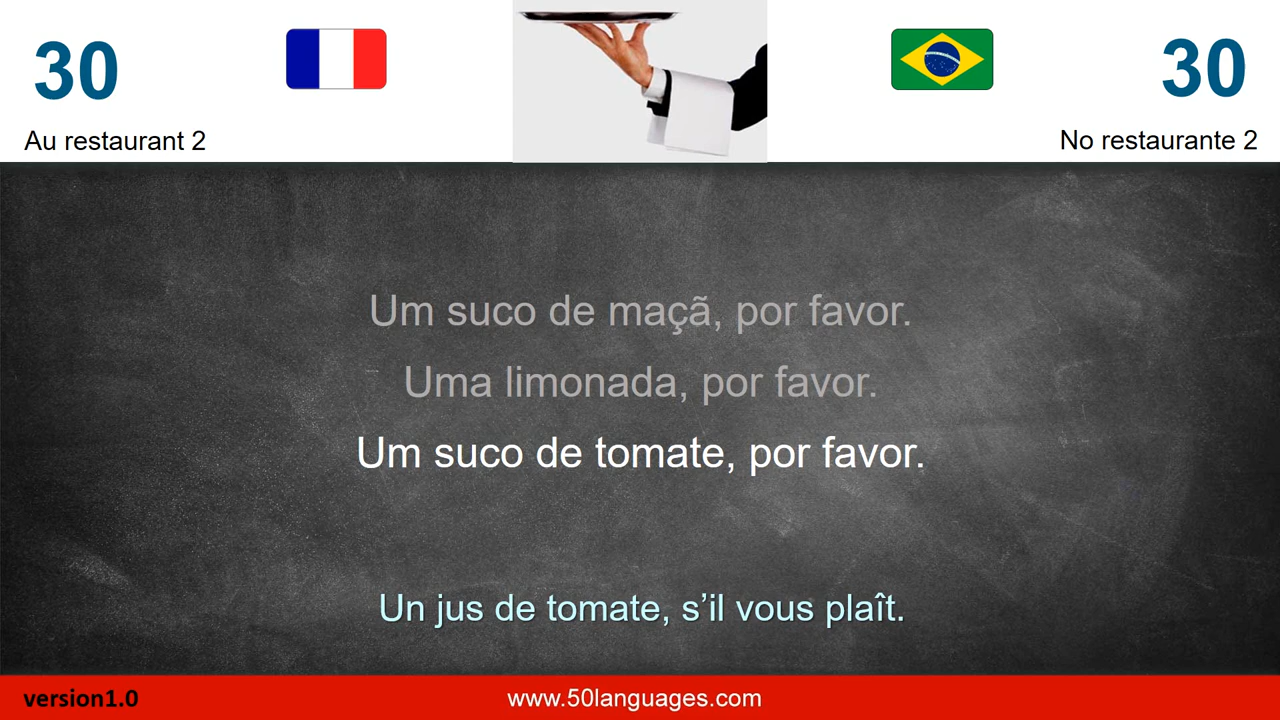 30
30
Au restaurant 2
No restaurante 2
Um suco de maçã, por favor.
Uma limonada, por favor.
Um suco de tomate, por favor.
Un jus de tomate, s’il vous plaît.
version1.0
www.50languages.com